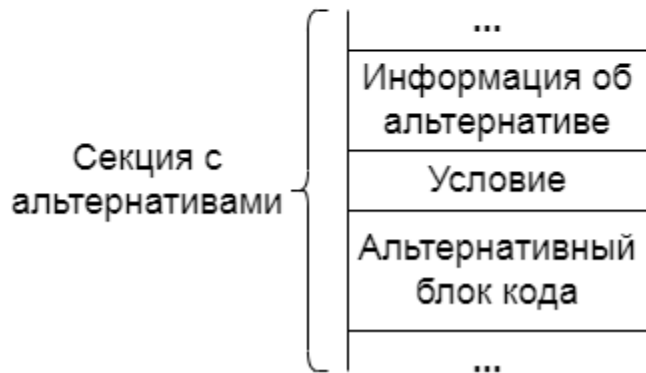 ...
Информация об
альтернативе
Секция с
альтернативами
Условие
Альтернативный
блок кода
...